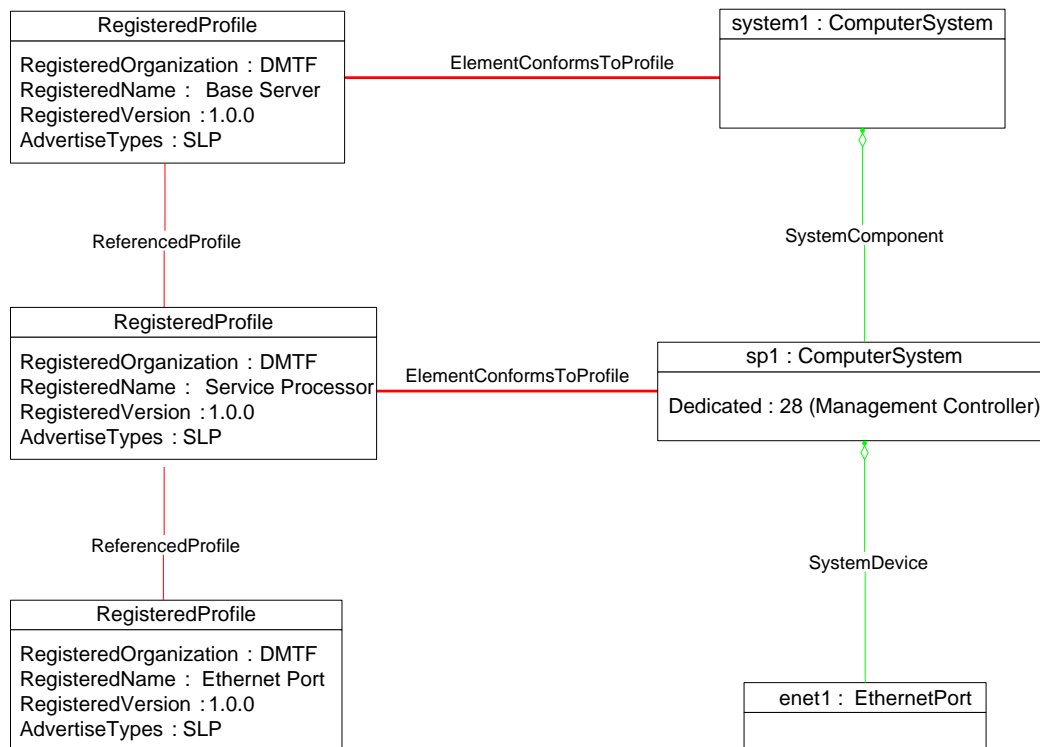 RegisteredProfile
RegisteredOrganization : DMTF
RegisteredName : Base Server
RegisteredVersion : 1.0.0
AdvertiseTypes : SLP
ElementConformsToProfile
system1 : ComputerSystem
ReferencedProfile
SystemComponent
RegisteredProfile
RegisteredOrganization : DMTF
RegisteredName : Service Processor
RegisteredVersion : 1.0.0
AdvertiseTypes : SLP
ElementConformsToProfile
sp1 : ComputerSystem
Dedicated : 28 (Management Controller)
ReferencedProfile
SystemDevice
RegisteredProfile
RegisteredOrganization : DMTF
RegisteredName : Ethernet Port
RegisteredVersion : 1.0.0
AdvertiseTypes : SLP
enet1 : EthernetPort